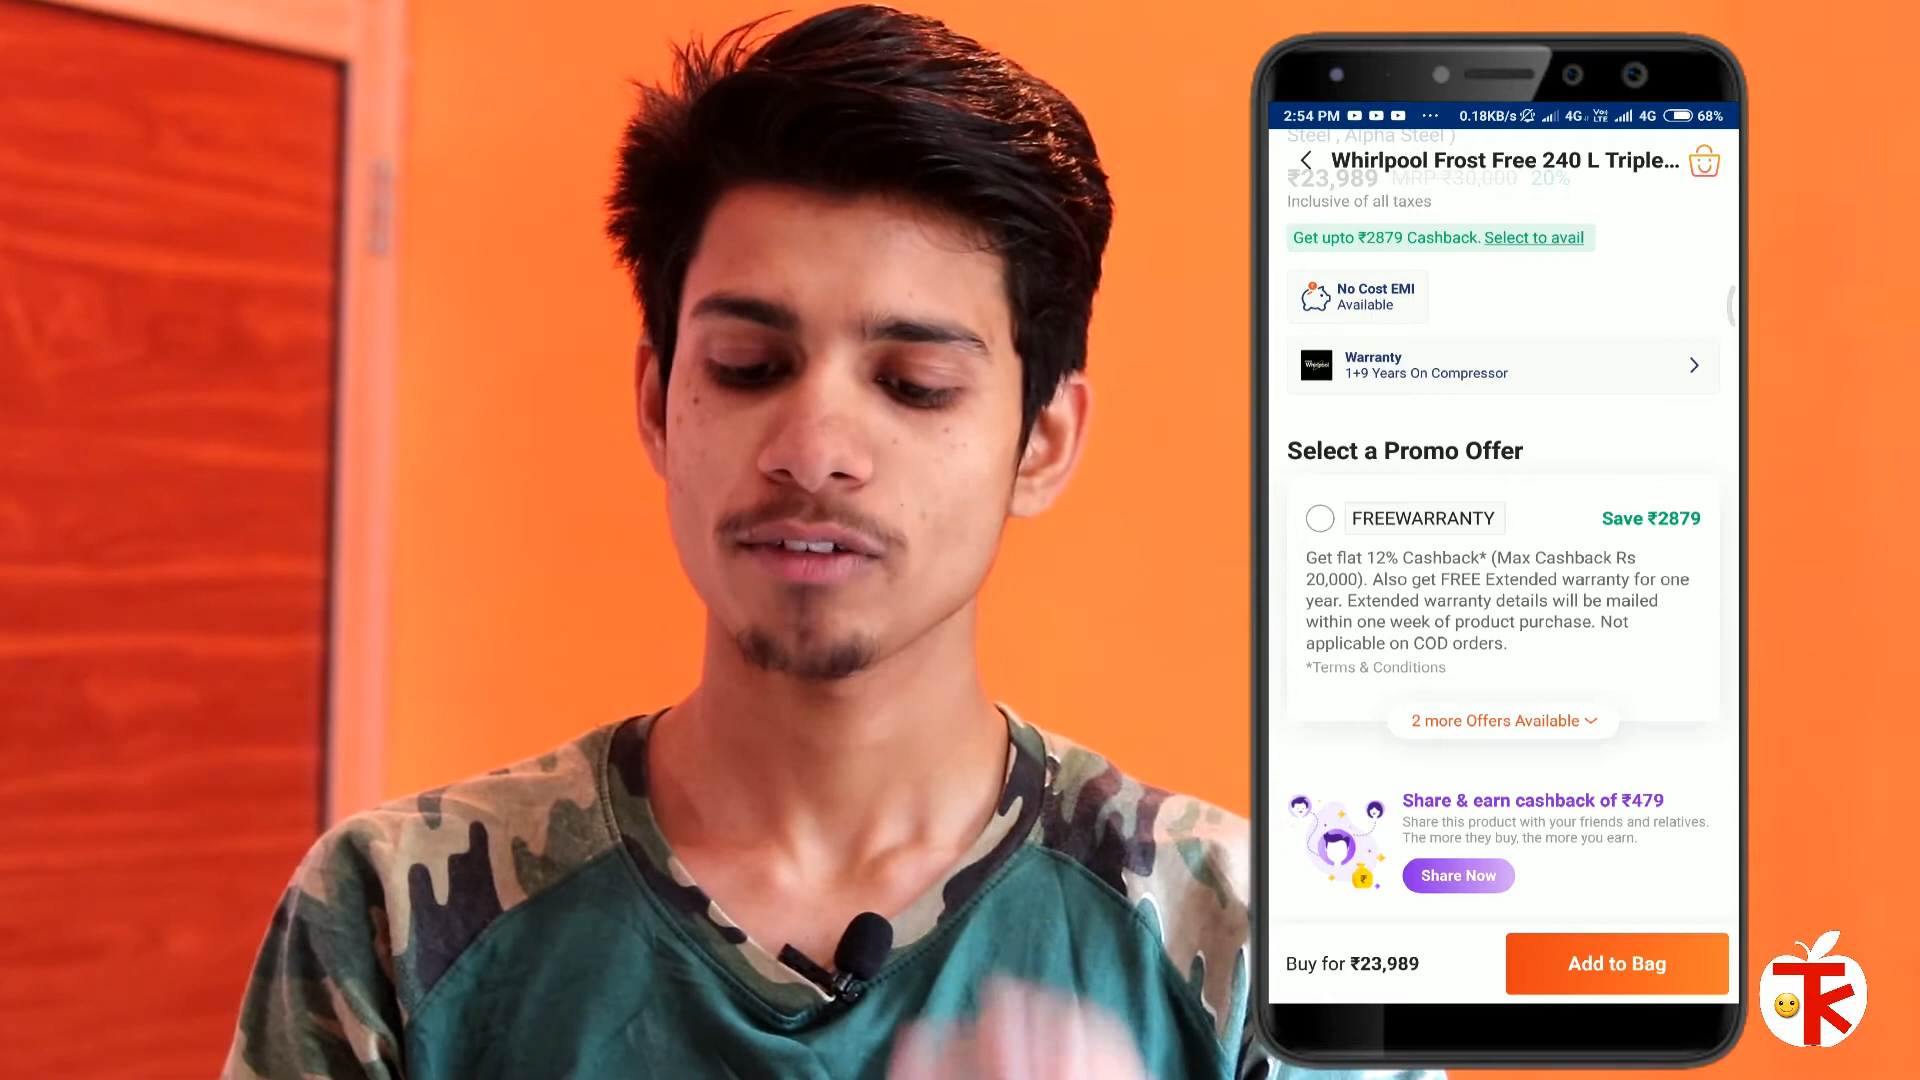 2:54 PM ... 0.18KB/s 4G Vo) LTE 4G 68%
Steel , Alpha Steel )
Whirlpool Frost Free 240 L Triple...
₹23,989 MRP ₹30,000 20%
Inclusive of all taxes
Get upto ₹2879 Cashback. Select to avail
No Cost EMI
Available
Whirlpool
Warranty
1+9 Years On Compressor
Select a Promo Offer
FREEWARRANTY Save ₹2879
Get flat 12% Cashback* (Max Cashback Rs
20,000). Also get FREE Extended warranty for one
year. Extended warranty details will be mailed
within one week of product purchase. Not
applicable on COD orders.
*Terms & Conditions
2 more Offers Available
Share & earn cashback of ₹479
Share this product with your friends and relatives.
The more they buy, the more you earn.
Share Now
Buy for ₹23,989 Add to Bag
TK